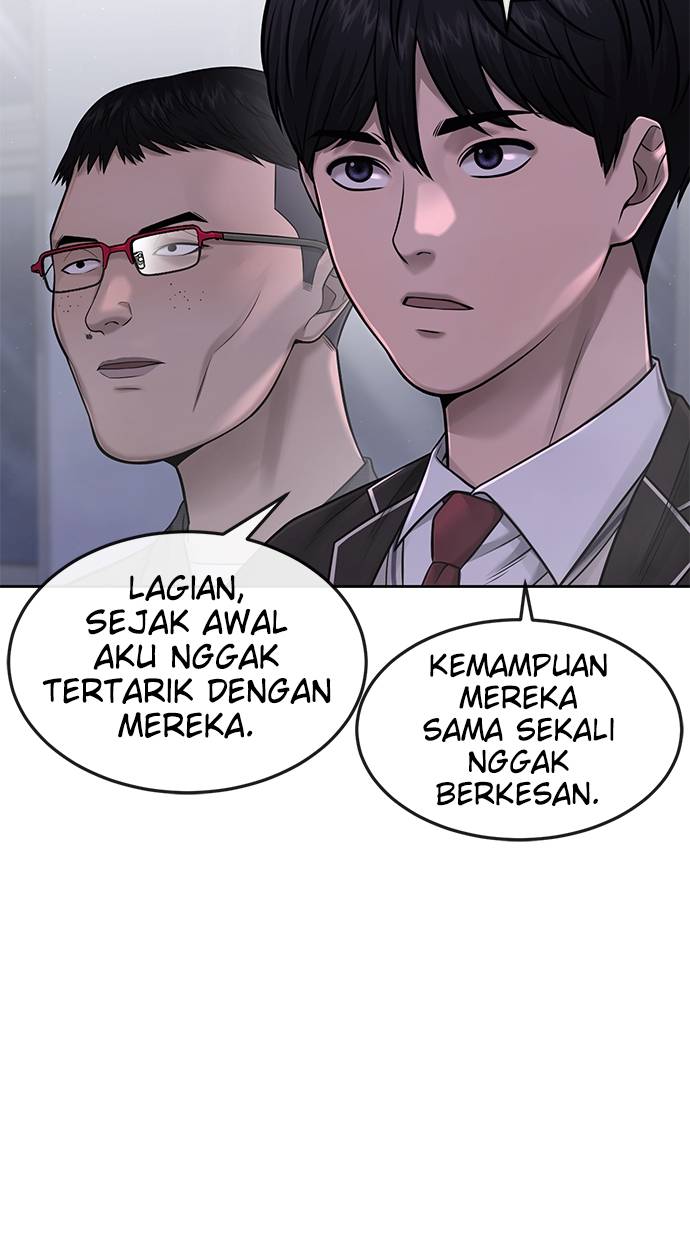 LAGIAN,
SEJAK AWAL
AKU NGGAK
TERTARIK DENGAN
MEREKA.
KEMAMPUAN
MEREKA
SAMA SEKALI
NGGAK
BERKESAN.